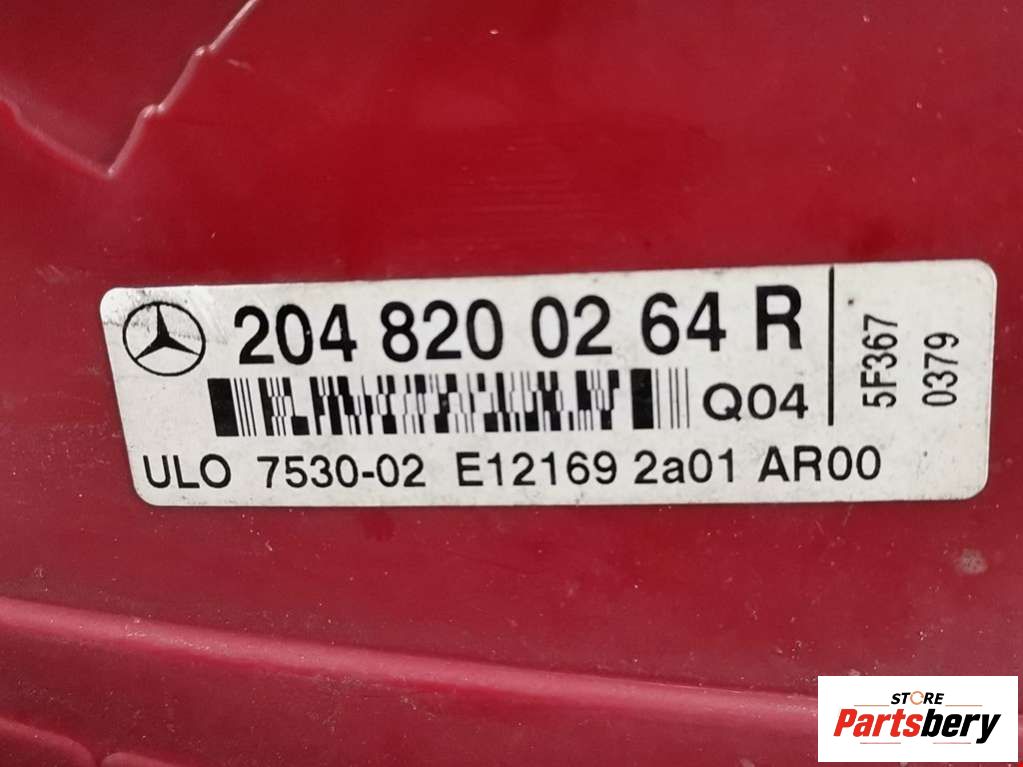 204 820 02 64 R
Q04
ULO 7530-02 E12169 2a01 AR00
5F367
0379
STORE
Partsbery